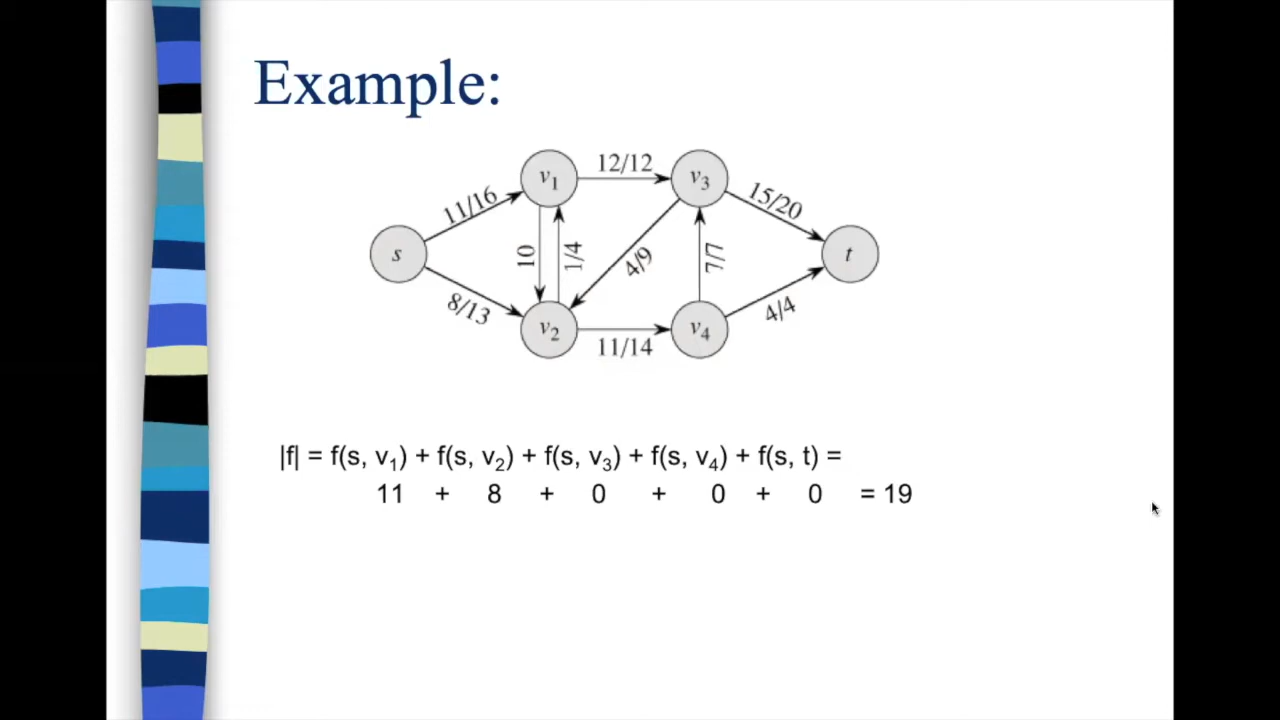 Example:
12/12
v1
v3
11/16
15/20
s
10
1/4
4/9
7/7
t
8/13
4/4
v2
v4
11/14
|f| = f(s, v1) + f(s, v2) + f(s, v3) + f(s, v4) + f(s, t) =
11 + 8 + 0 + 0 + 0 = 19